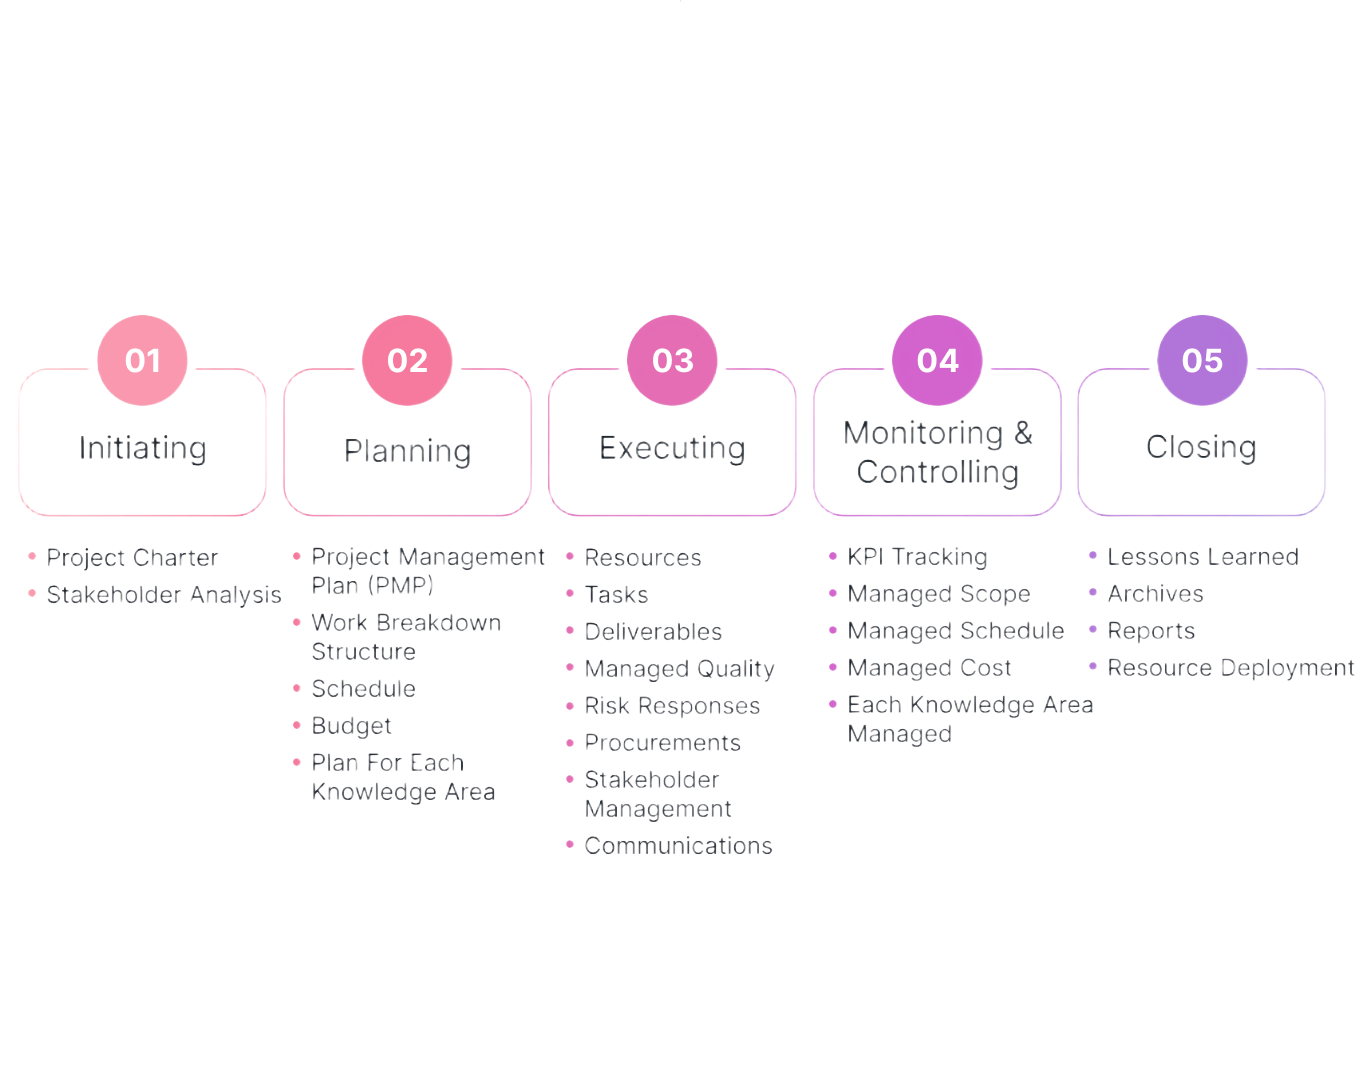 01
Initiating
• Project Charter
• Stakeholder Analysis
02
Planning
• Project Management
Plan (PMP)
• Work Breakdown
Structure
• Schedule
• Budget
• Plan For Each
Knowledge Area
03
Executing
• Resources
• Tasks
• Deliverables
• Managed Quality
• Risk Responses
• Procurements
• Stakeholder
Management
• Communications
04
Monitoring &
Controlling
• KPI Tracking
• Managed Scope
• Managed Schedule
• Managed Cost
• Each Knowledge Area
Managed
05
Closing
• Lessons Learned
• Archives
• Reports
• Resource Deployment